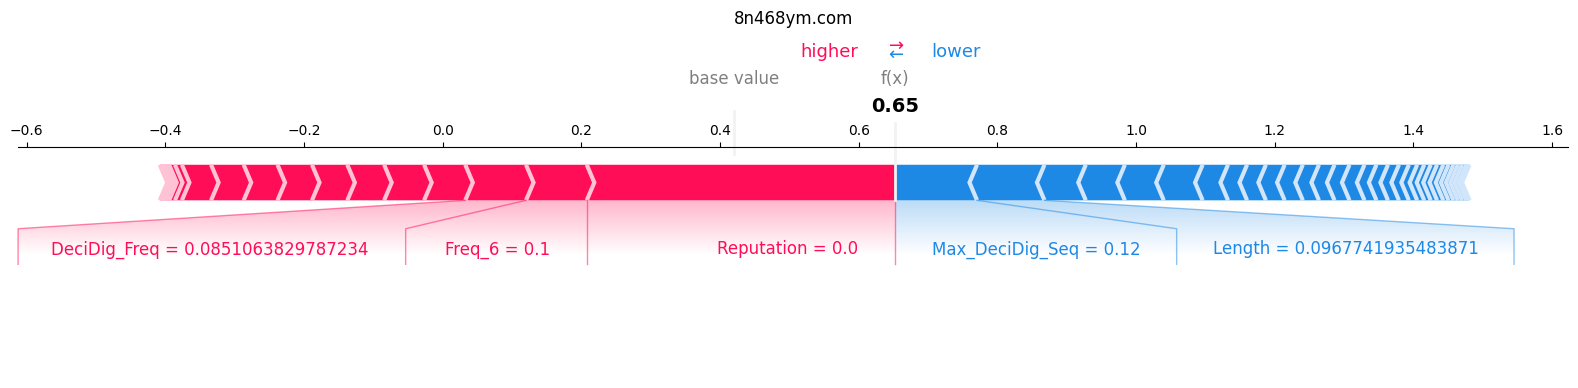 8n468ym.com
higher → ← lower
base value f(x)
0.65
−0.6 −0.4 −0.2 0.0 0.2 0.4 0.6 0.8 1.0 1.2 1.4 1.6
DeciDig_Freq = 0.0851063829787234 Freq_6 = 0.1 Reputation = 0.0 Max_DeciDig_Seq = 0.12 Length = 0.0967741935483871